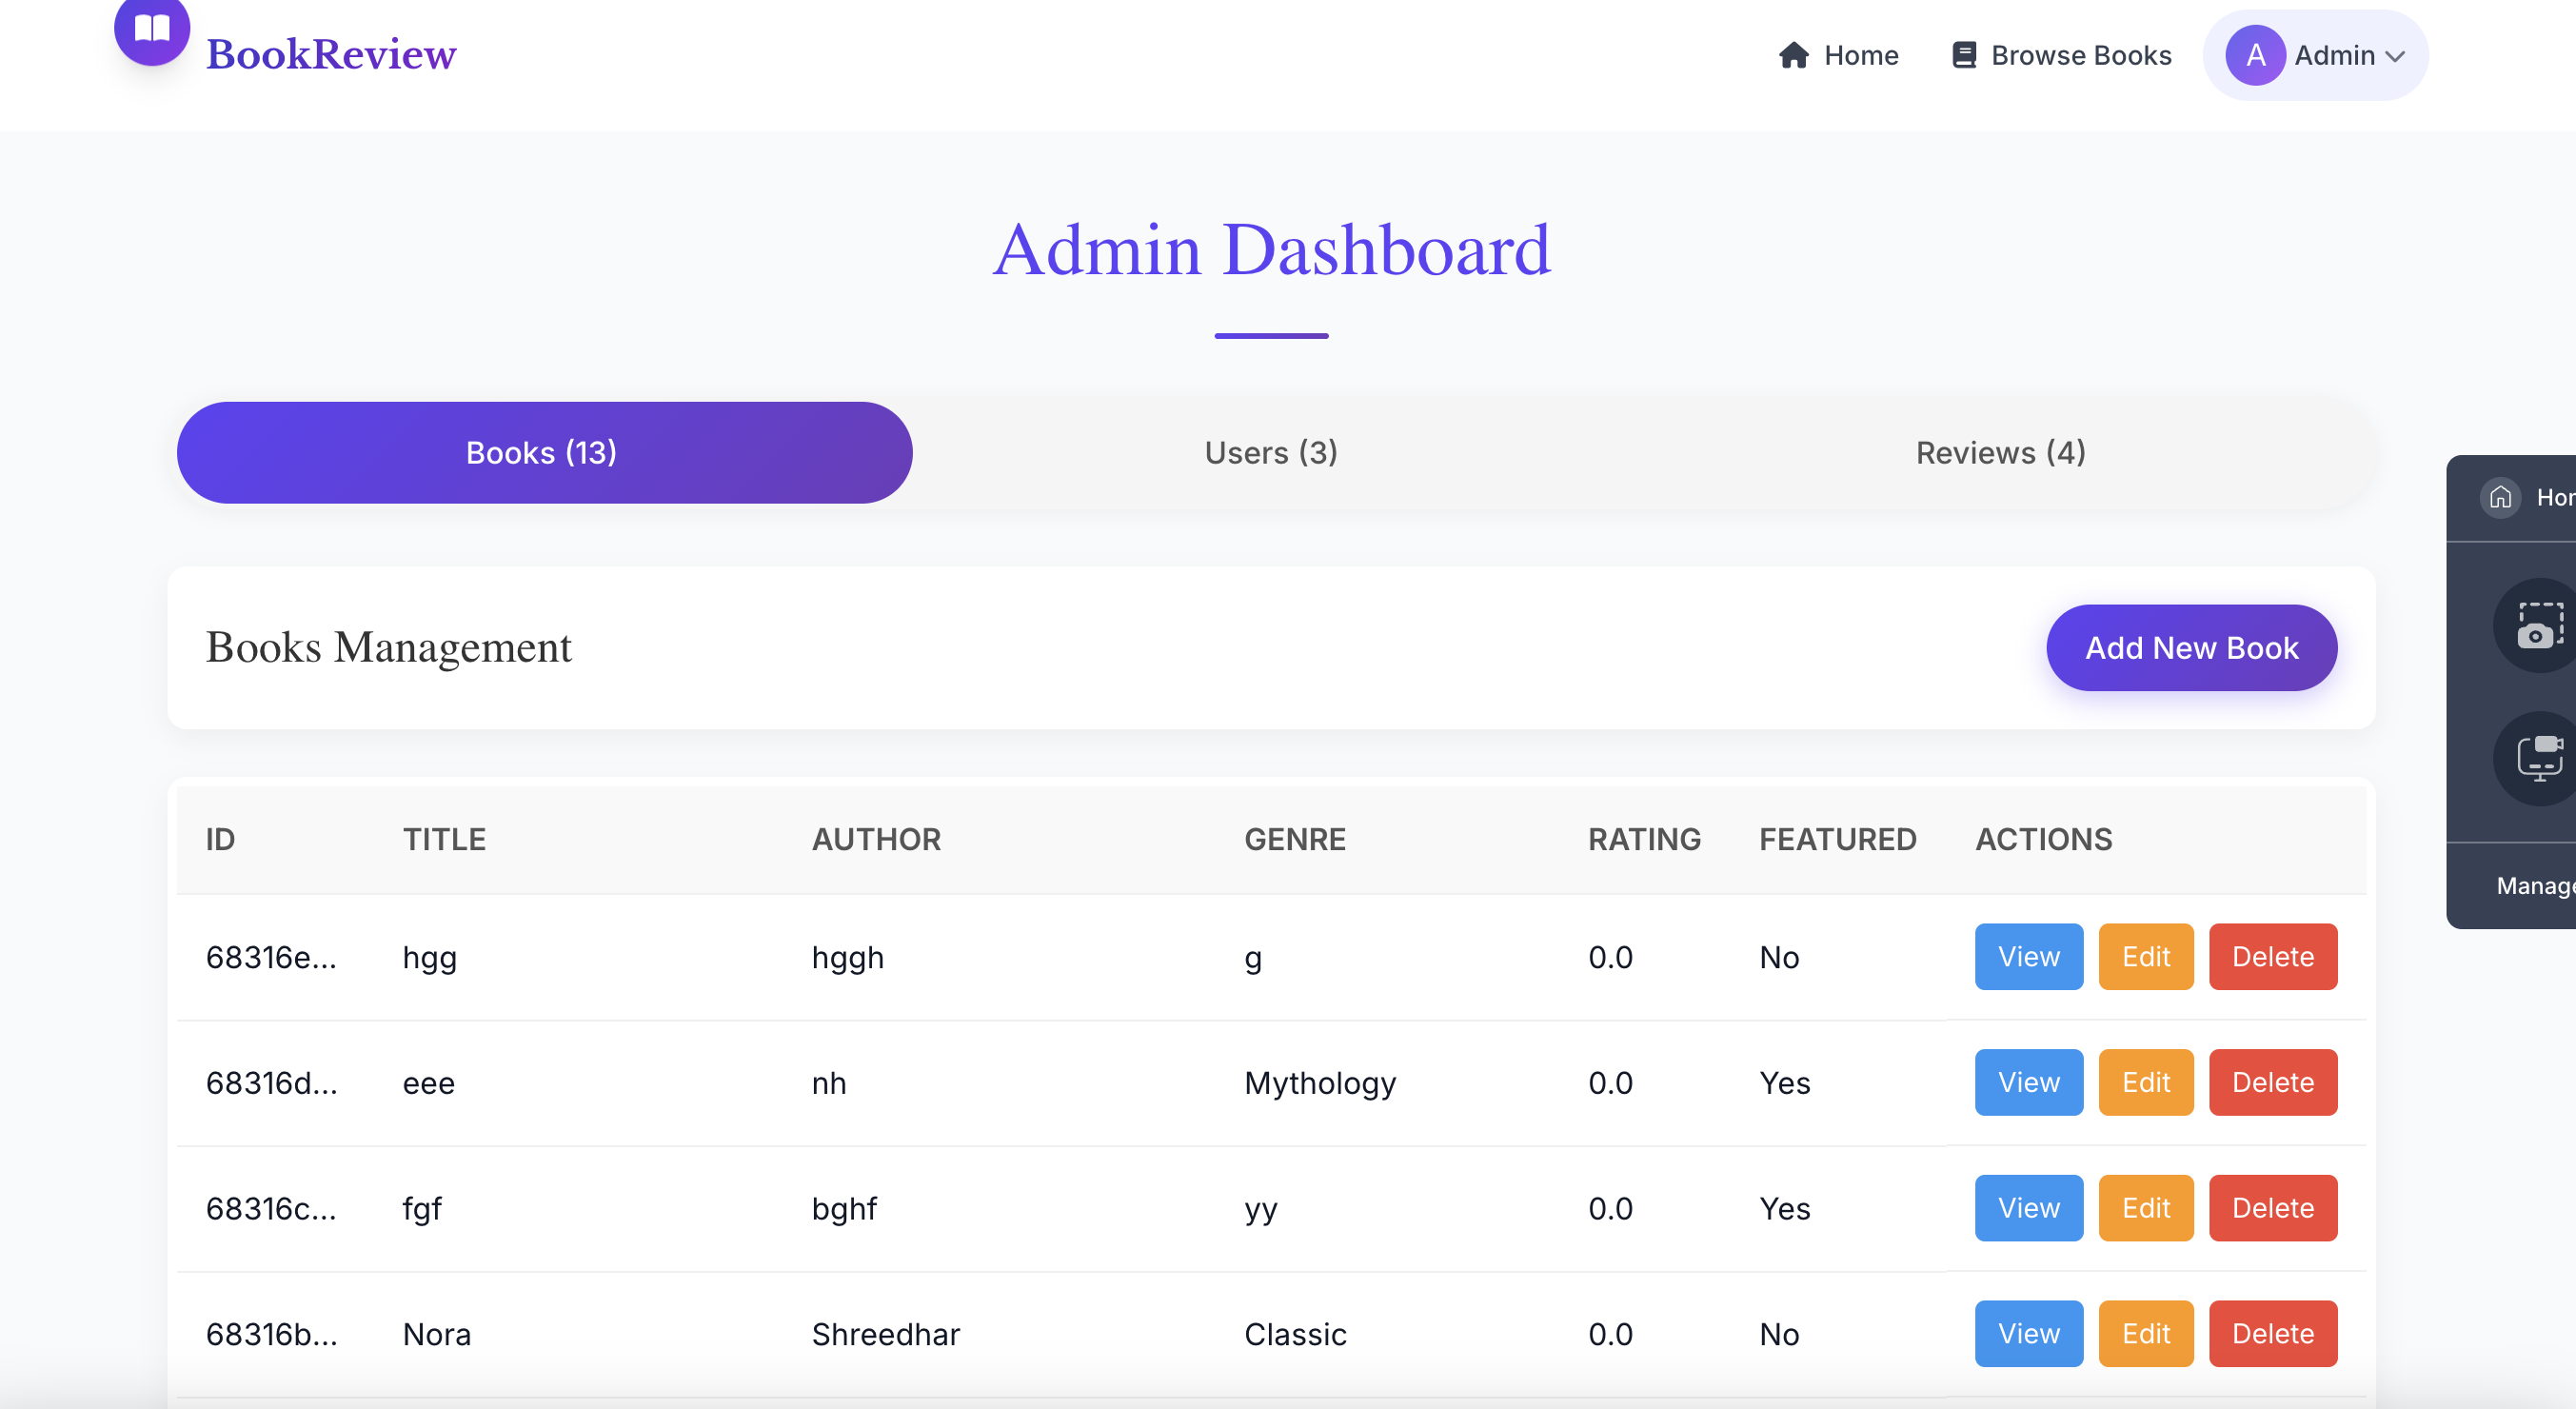 BookReview
Home Browse Books A Admin
Admin Dashboard
Books (13) Users (3) Reviews (4)
Books Management Add New Book
ID TITLE AUTHOR GENRE RATING FEATURED ACTIONS
68316e... hgg hggh g 0.0 No View Edit Delete
68316d... eee nh Mythology 0.0 Yes View Edit Delete
68316c... fgf bghf yy 0.0 Yes View Edit Delete
68316b... Nora Shreedhar Classic 0.0 No View Edit Delete